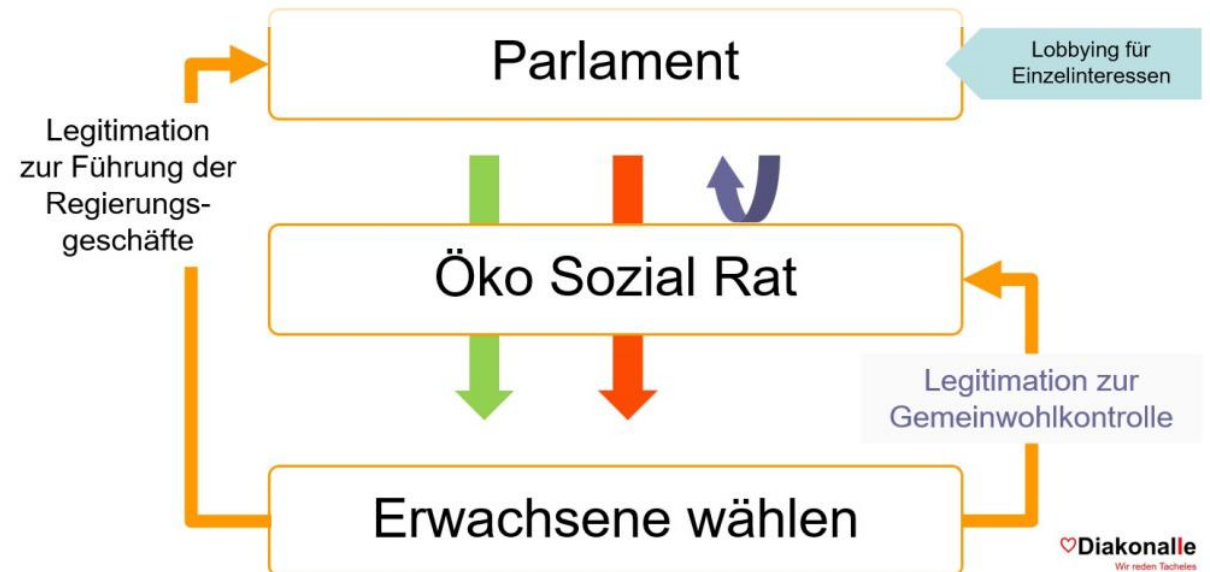 Parlament
Lobbying für
Einzelinteressen
Legitimation
zur Führung der
Regierungs-
geschäfte
Öko Sozial Rat
Legitimation zur
Gemeinwohlkontrolle
Erwachsene wählen
Diakonalle
Wir reden Tacheles